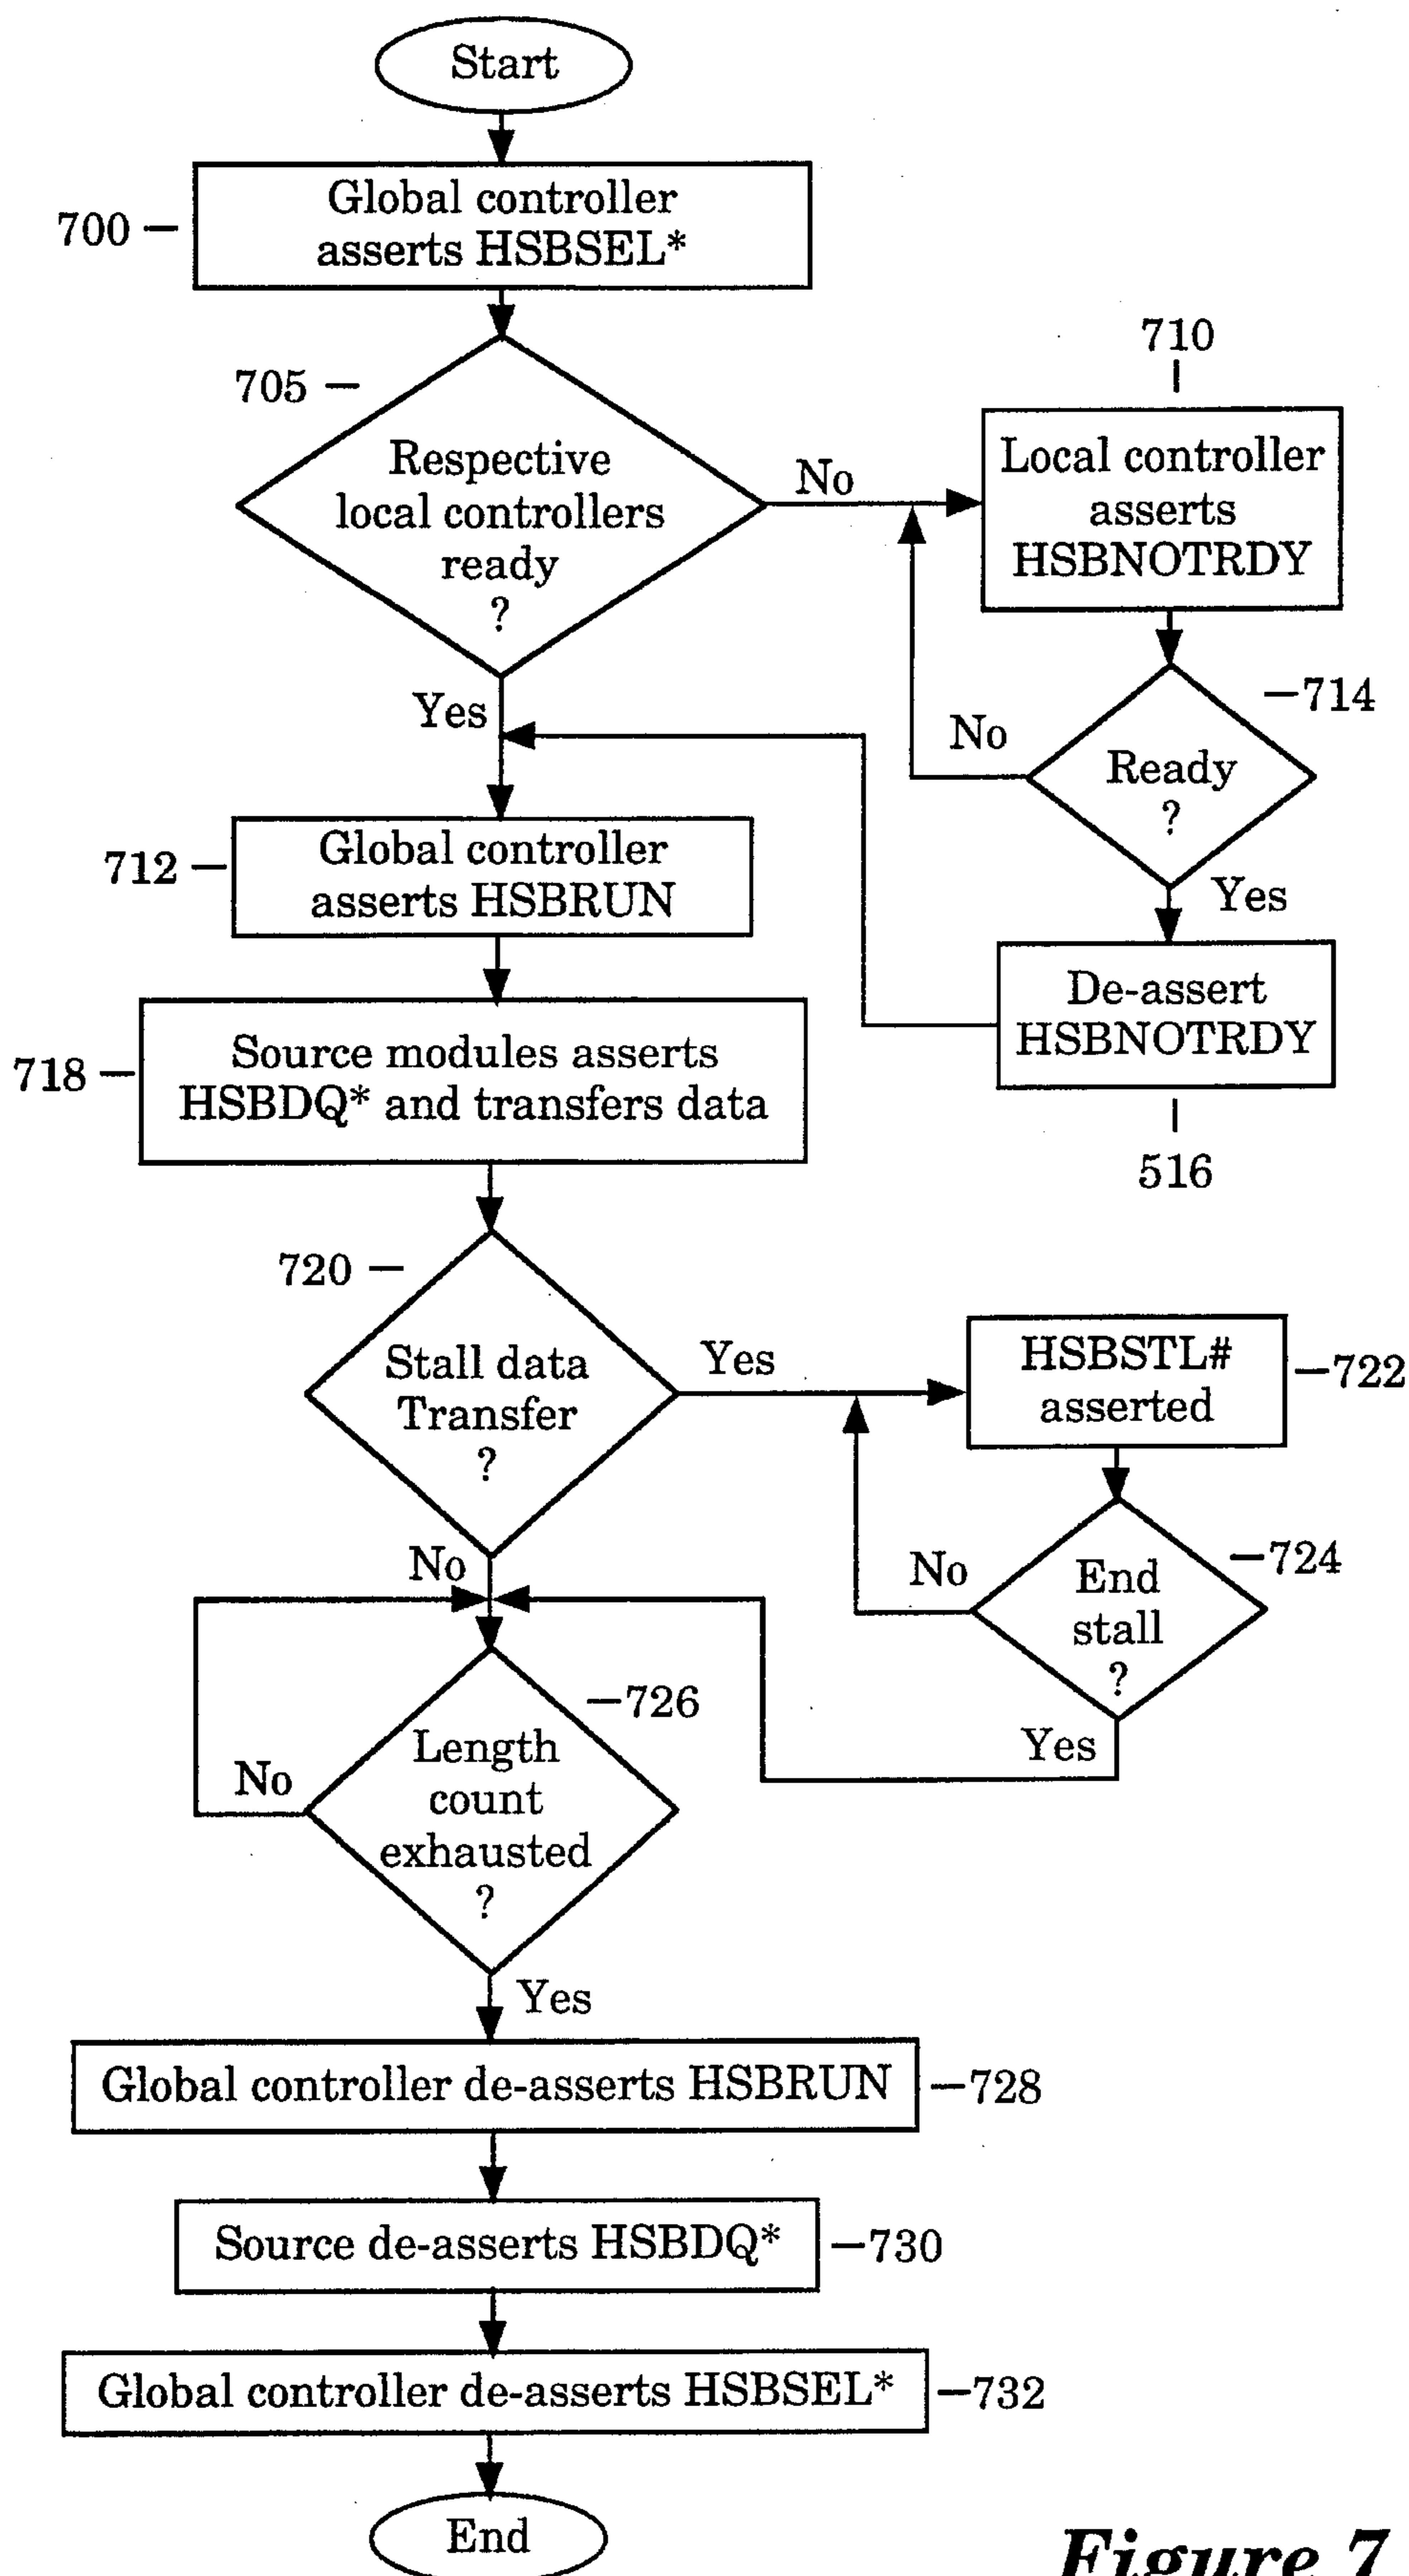 Start
700
Global controller
asserts HSBSEL*
705
Respective
local controllers
ready
?
No
710
Local controller
asserts
HSBNOTRDY
714
Ready
?
No
Yes
De-assert
HSBNOTRDY
516
Yes
712
Global controller
asserts HSBRUN
718
Source modules asserts
HSBDQ* and transfers data
720
Stall data
Transfer
?
Yes
HSBSTL#
asserted
722
724
End
stall
?
No
Yes
No
726
Length
count
exhausted
?
No
Yes
Global controller de-asserts HSBRUN
728
Source de-asserts HSBDQ*
730
Global controller de-asserts HSBSEL*
732
End
Figure 7